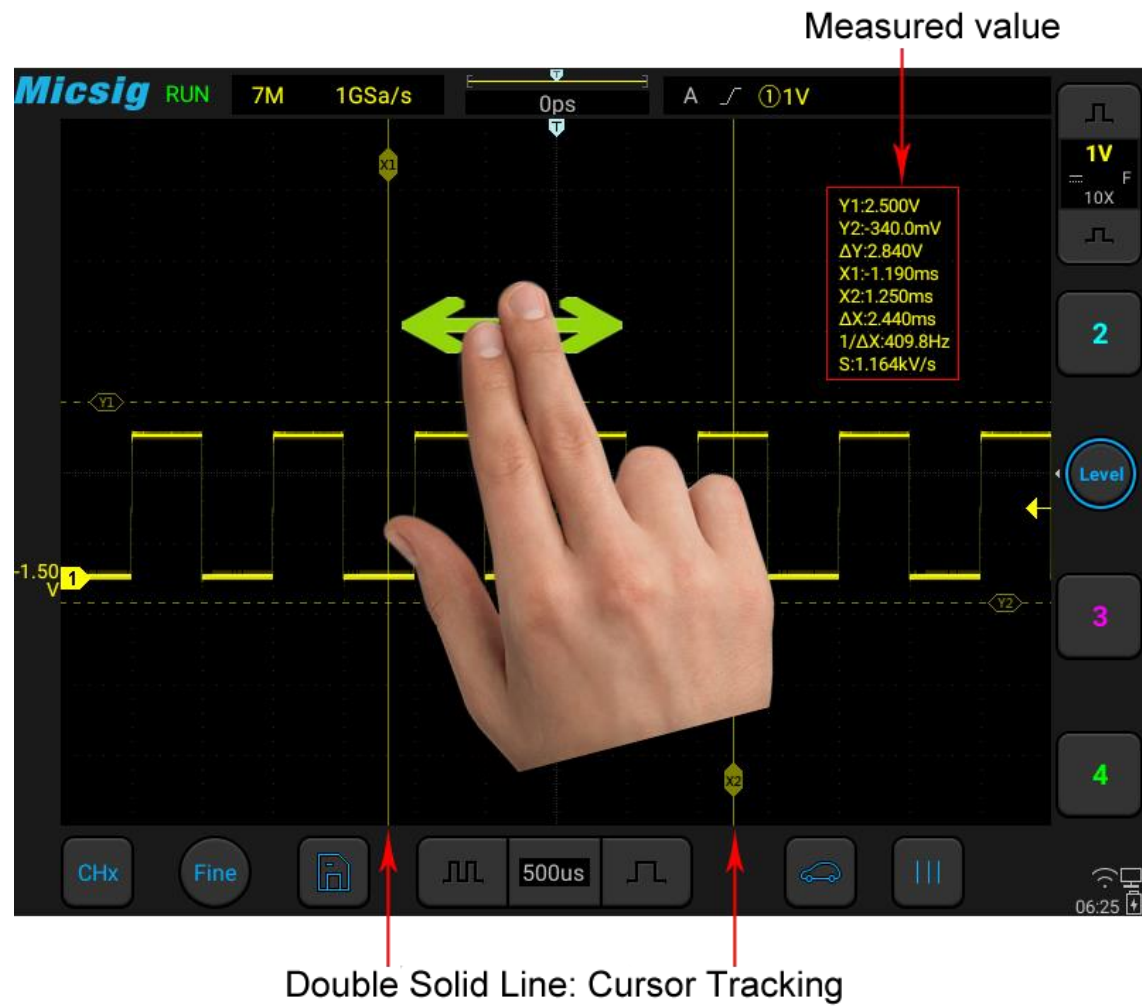 Measured value
Micsig RUN 7M 1GSa/s 0ps A ①1V
T
T
X1
1V
F
10X
Y1:2.500V
Y2:-340.0mV
ΔY:2.840V
X1:-1.190ms
X2:1.250ms
ΔX:2.440ms
1/ΔX:409.8Hz
S:1.164kV/s
2
Y1
Level
-1.50
V
1
Y2
3
X2
4
CHx Fine 500us
06:25
Double Solid Line: Cursor Tracking